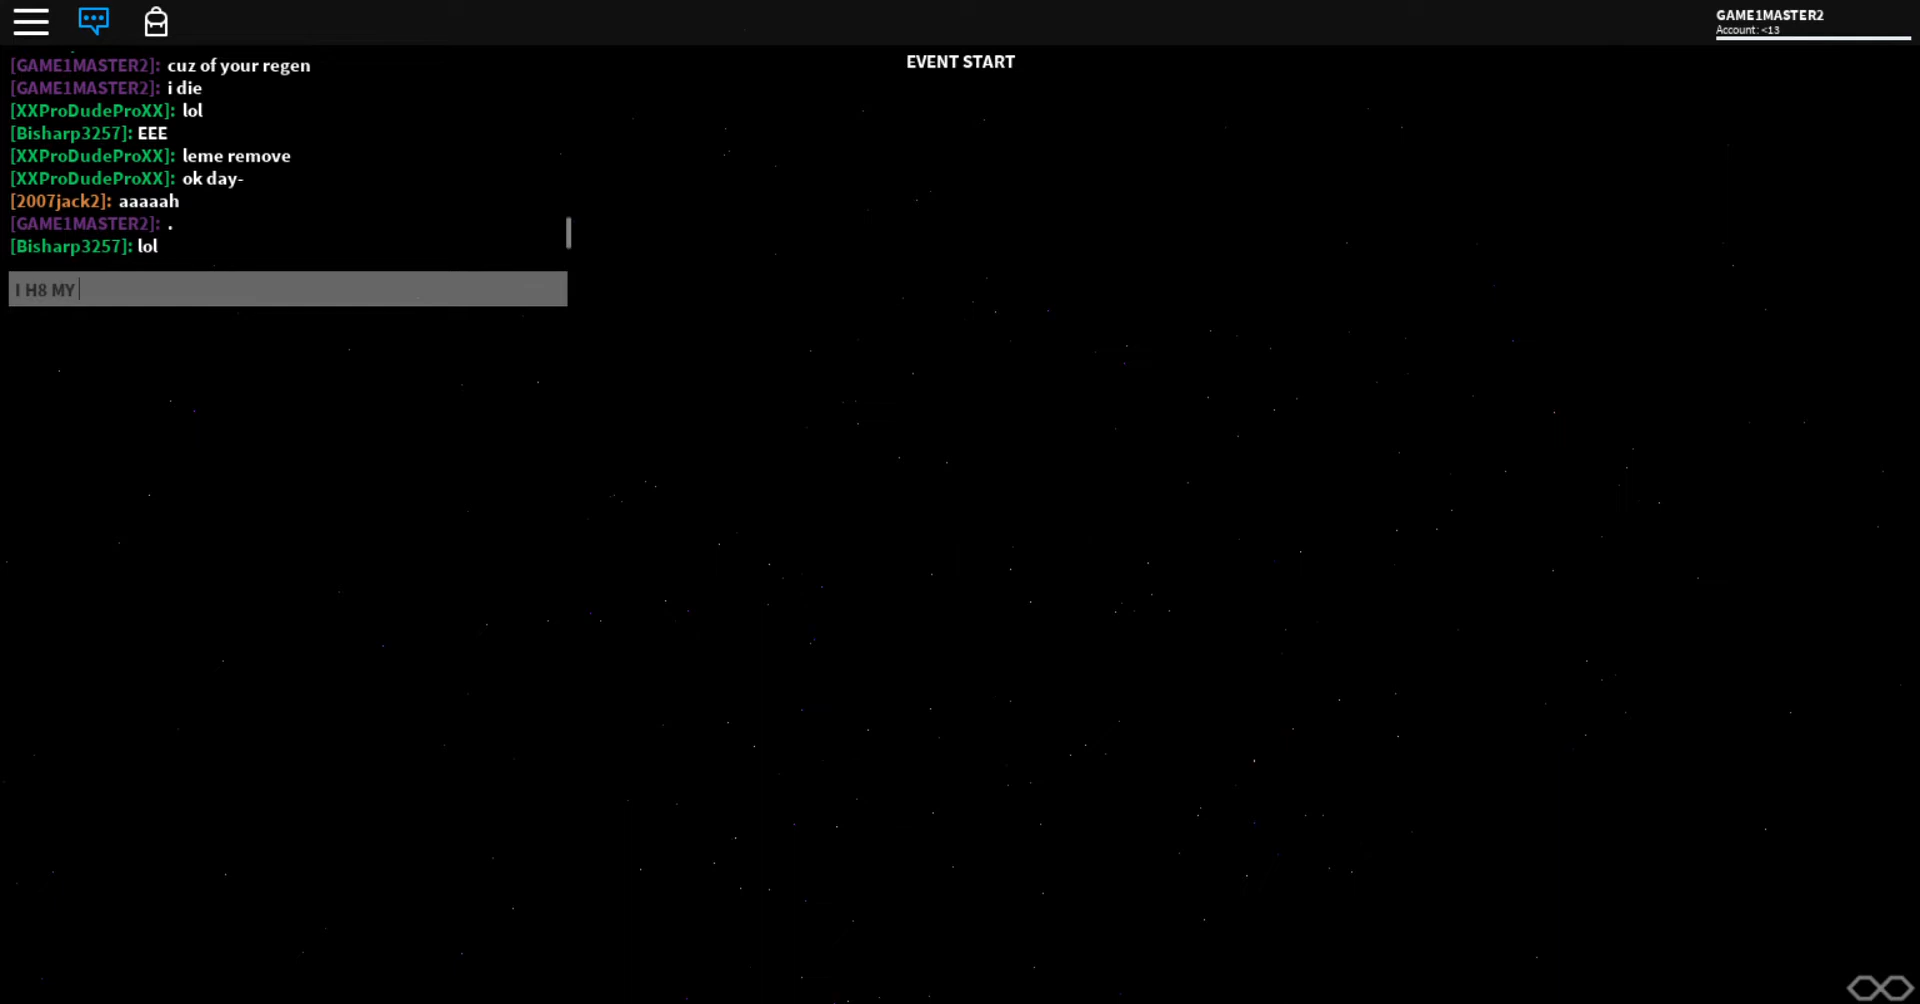 GAME1MASTER2
Account: <13
EVENT START
[GAME1MASTER2]: cuz of your regen
[GAME1MASTER2]: i die
[XXProDudeProXX]: lol
[Bisharp3257]: EEE
[XXProDudeProXX]: leme remove
[XXProDudeProXX]: ok day-
[2007jack2]: aaaaah
[GAME1MASTER2]: .
[Bisharp3257]: lol
I H8 MY